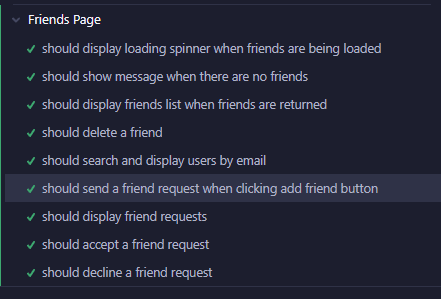 Friends Page
should display loading spinner when friends are being loaded
should show message when there are no friends
should display friends list when friends are returned
should delete a friend
should search and display users by email
should send a friend request when clicking add friend button
should display friend requests
should accept a friend request
should decline a friend request